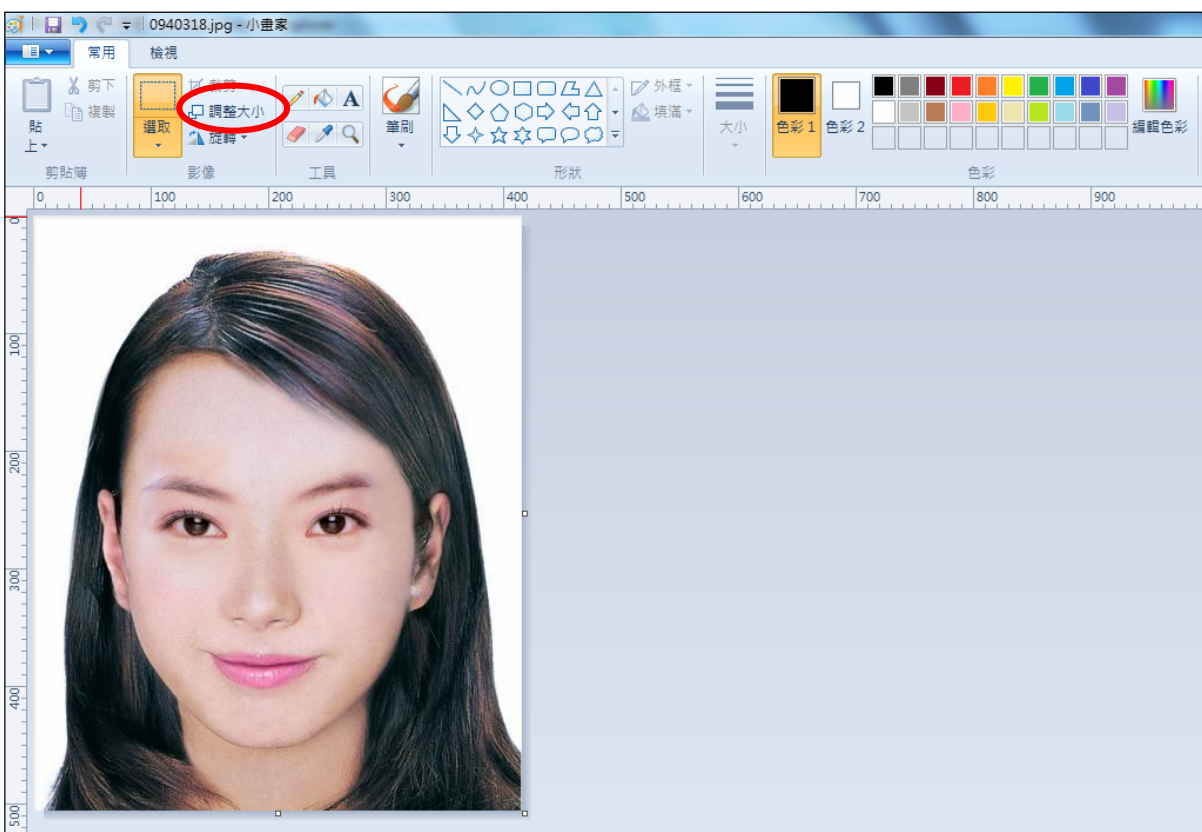 0940318.jpg - 小畫家
常用 檢視
剪下
複製
貼上
選取
裁剪
調整大小
旋轉
A
筆刷
外框
填滿
大小
色彩 1 色彩 2
編輯色彩
剪貼簿 影像 工具 形狀 色彩
0 100 200 300 400 500 600 700 800 900
0
100
200
300
400
500